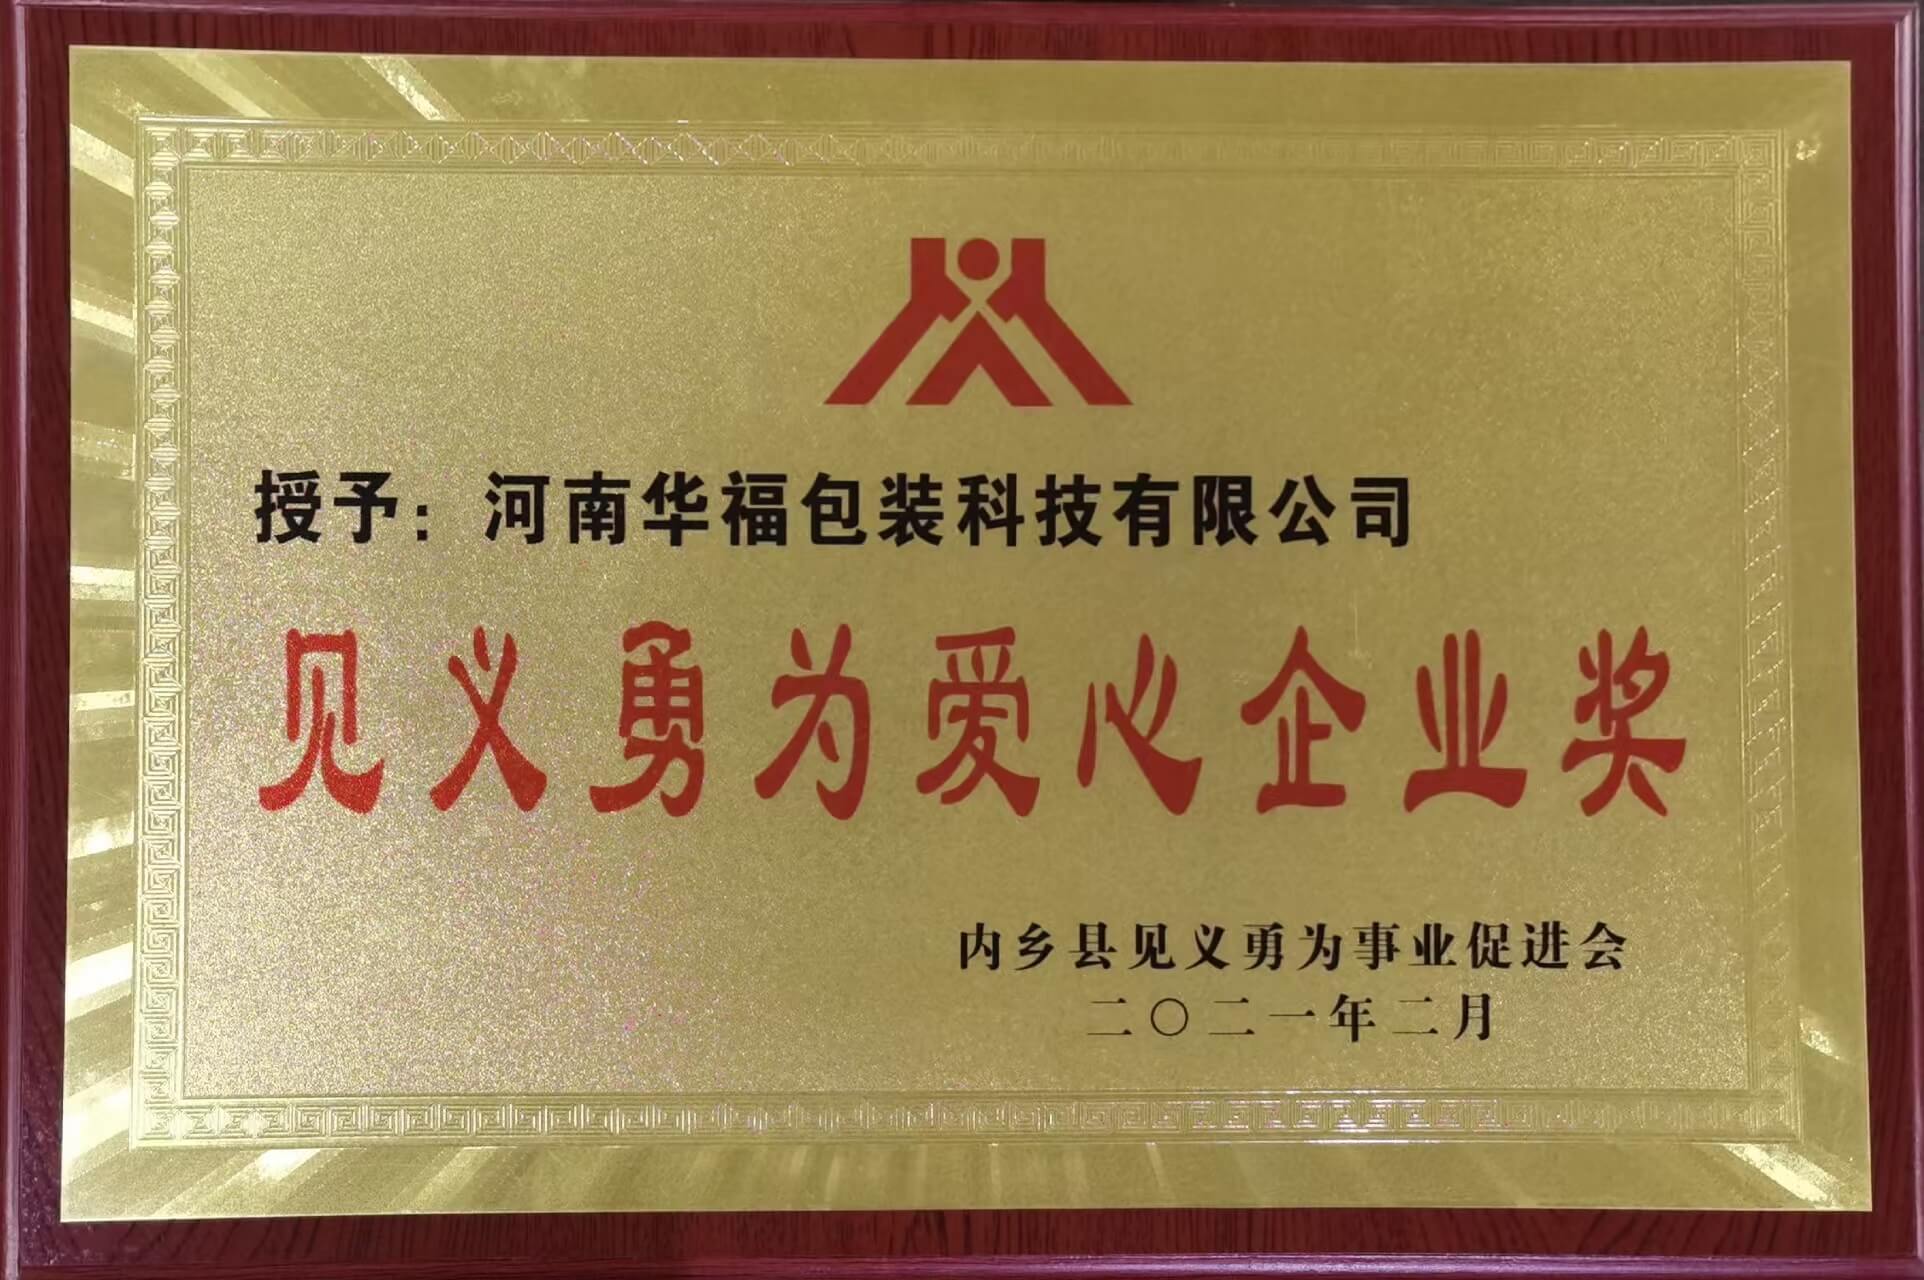 授予：河南华福包装科技有限公司
见义勇为爱心企业奖
内乡县见义勇为事业促进会
二〇二一年二月